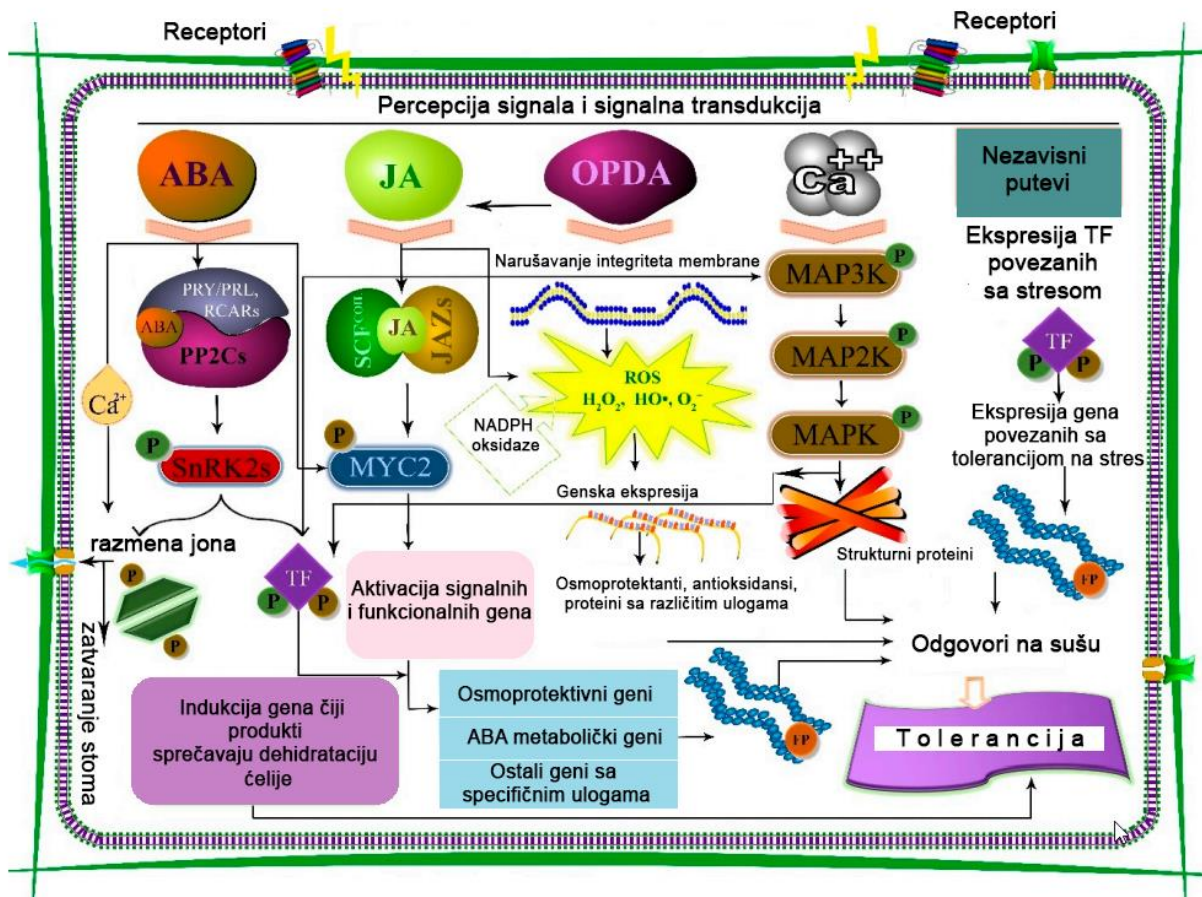 Receptori
Receptori
Percepcija signala i signalna transdukcija
ABA
JA
OPDA
Ca++
Nezavisni
putevi
Ekspresija TF
povezanih
sa stresom
Narušavanje integriteta membrane
MAP3K
P
PRY/PRL,
RCARs
ABA
PP2Cs
SCFᶜᵒᴵᴵ
JA
JAZs
MAP2K
P
TF
P
P
Ca²⁺
ROS
H₂O₂, HO•, O₂⁻
NADPH
oksidaze
MAPK
P
Ekspresija gena
povezanih sa
tolerancijom na stres
P
SnRK2s
P
MYC2
Genska ekspresija
razmena jona
P
P
zatvaranje stoma
TF
P
P
Aktivacija signalnih
i funkcionalnih gena
Osmoprotektanti, antioksidansi,
proteini sa različitim ulogama
Strukturni proteini
FP
Odgovori na sušu
Indukcija gena čiji
produkti
sprečavaju dehidrataciju
ćelije
Osmoprotektivni geni
ABA metabolički geni
Ostali geni sa
specifičnim ulogama
FP
Tolerancija